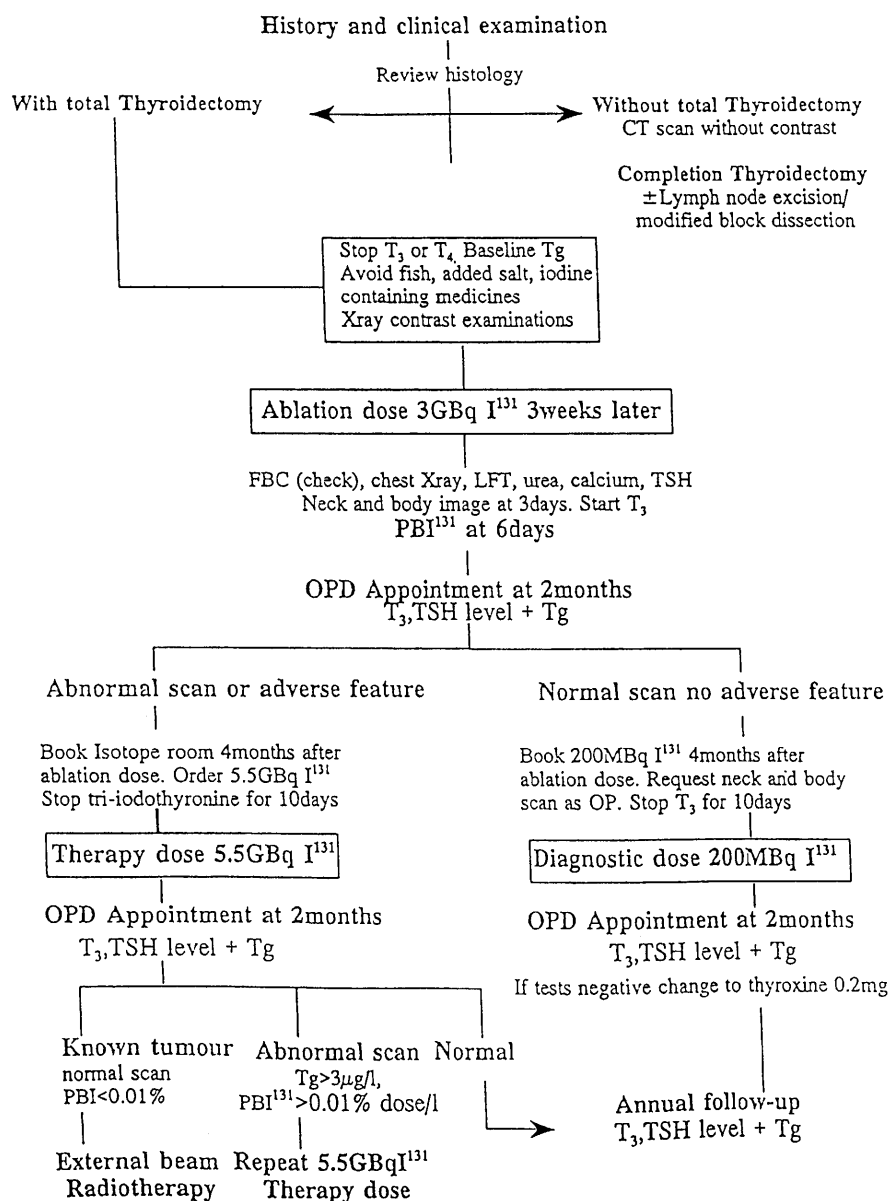 History and clinical examination
Review histology
With total Thyroidectomy
Without total Thyroidectomy
CT scan without contrast
Completion Thyroidectomy
±Lymph node excision/
modified block dissection
Stop T₃ or T₄. Baseline Tg
Avoid fish, added salt, iodine
containing medicines
Xray contrast examinations
Ablation dose 3GBq I¹³¹ 3weeks later
FBC (check), chest Xray, LFT, urea, calcium, TSH
Neck and body image at 3days. Start T₃
PBI¹³¹ at 6days
OPD Appointment at 2months
T₃,TSH level + Tg
Abnormal scan or adverse feature
Book Isotope room 4months after
ablation dose. Order 5.5GBq I¹³¹
Stop tri-iodothyronine for 10days
Therapy dose 5.5GBq I¹³¹
OPD Appointment at 2months
T₃,TSH level + Tg
Normal scan no adverse feature
Book 200MBq I¹³¹ 4months after
ablation dose. Request neck and body
scan as OP. Stop T₃ for 10days
Diagnostic dose 200MBq I¹³¹
OPD Appointment at 2months
T₃,TSH level + Tg
If tests negative change to thyroxine 0.2mg
Known tumour
normal scan
PBI<0.01%
External beam
Radiotherapy
Abnormal scan
Tg>3µg/l,
PBI¹³¹>0.01% dose/l
Repeat 5.5GBqI¹³¹
Therapy dose
Normal
Annual follow-up
T₃,TSH level + Tg